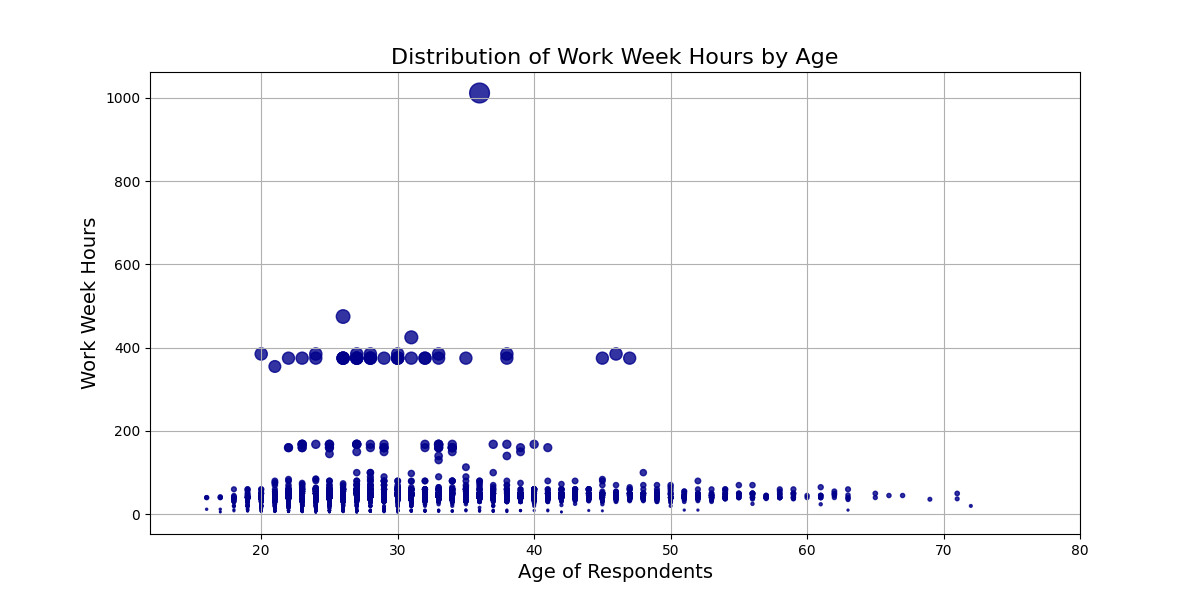 Distribution of Work Week Hours by Age
1000
800
600
400
200
0
Work Week Hours
20 30 40 50 60 70 80
Age of Respondents